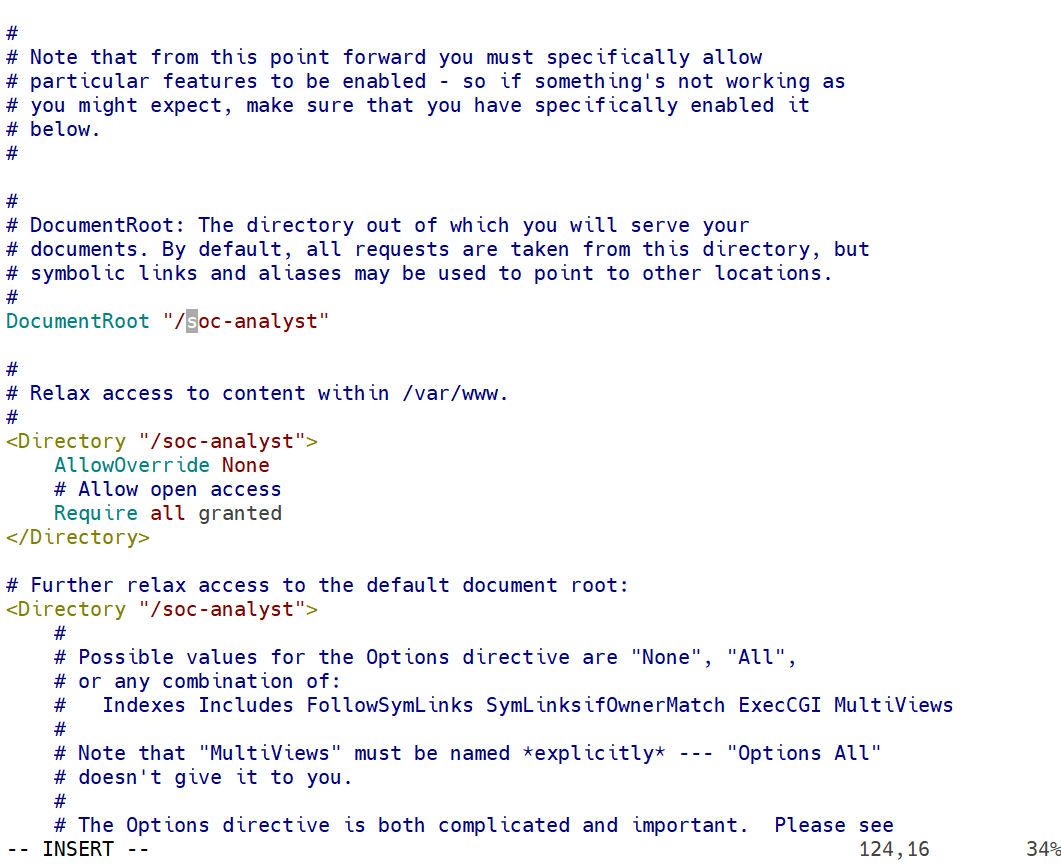 #
# Note that from this point forward you must specifically allow
# particular features to be enabled - so if something's not working as
# you might expect, make sure that you have specifically enabled it
# below.
#
#
# DocumentRoot: The directory out of which you will serve your
# documents. By default, all requests are taken from this directory, but
# symbolic links and aliases may be used to point to other locations.
#
DocumentRoot "/soc-analyst"
#
# Relax access to content within /var/www.
#
<Directory "/soc-analyst">
    AllowOverride None
    # Allow open access
    Require all granted
</Directory>
# Further relax access to the default document root:
<Directory "/soc-analyst">
    #
    # Possible values for the Options directive are "None", "All",
    # or any combination of:
    #   Indexes Includes FollowSymLinks SymLinksifOwnerMatch ExecCGI MultiViews
    #
    # Note that "MultiViews" must be named *explicitly* --- "Options All"
    # doesn't give it to you.
    #
    # The Options directive is both complicated and important.  Please see
-- INSERT -- 124,16 34%